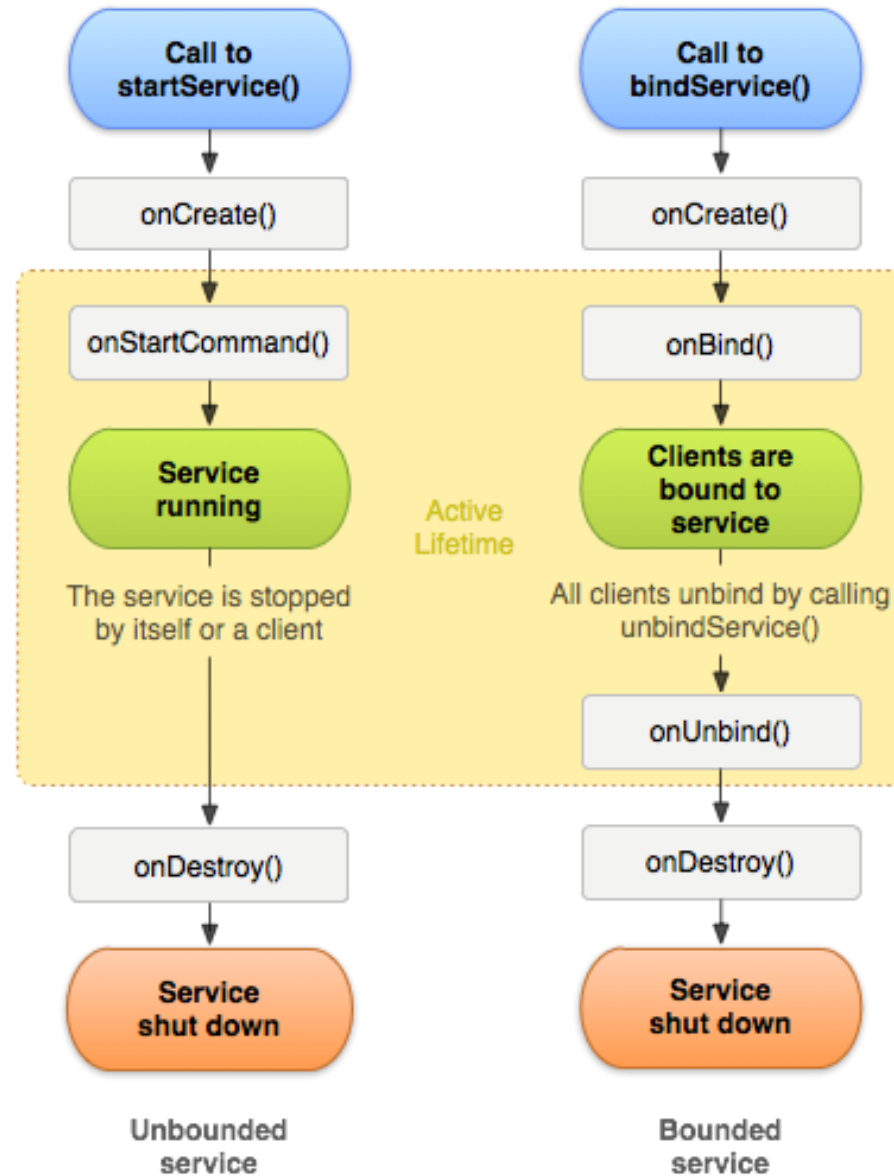 Call to
startService()
onCreate()
onStartCommand()
Service
running
The service is stopped
by itself or a client
onDestroy()
Service
shut down
Unbounded
service
Active
Lifetime
Call to
bindService()
onCreate()
onBind()
Clients are
bound to
service
All clients unbind by calling
unbindService()
onUnbind()
onDestroy()
Service
shut down
Bounded
service